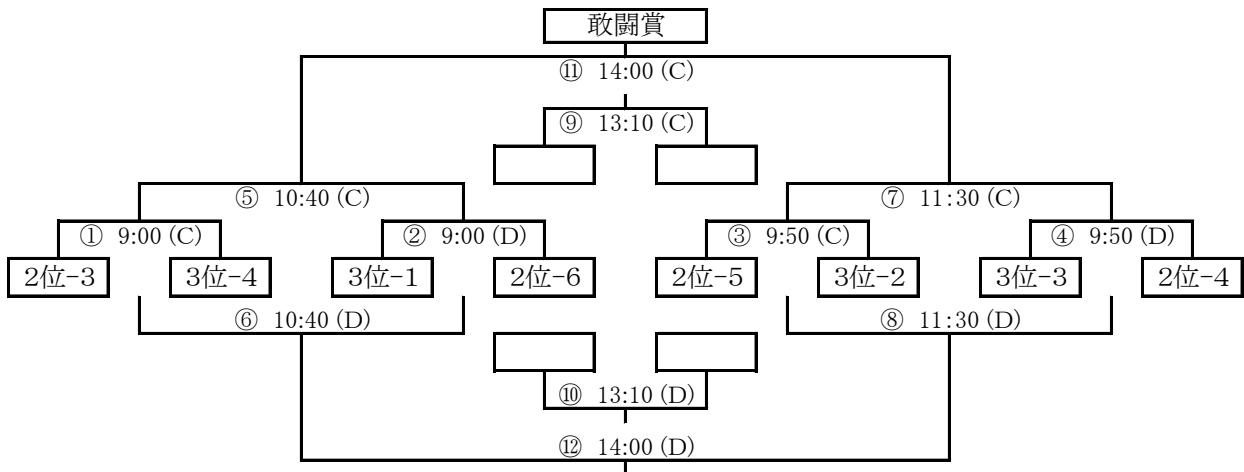 敢闘賞
⑪ 14:00 (C)
⑨ 13:10 (C)
⑤ 10:40 (C)
⑦ 11:30 (C)
① 9:00 (C)
② 9:00 (D)
③ 9:50 (C)
④ 9:50 (D)
2位-3
3位-4
3位-1
2位-6
2位-5
3位-2
3位-3
2位-4
⑥ 10:40 (D)
⑧ 11:30 (D)
⑩ 13:10 (D)
⑫ 14:00 (D)